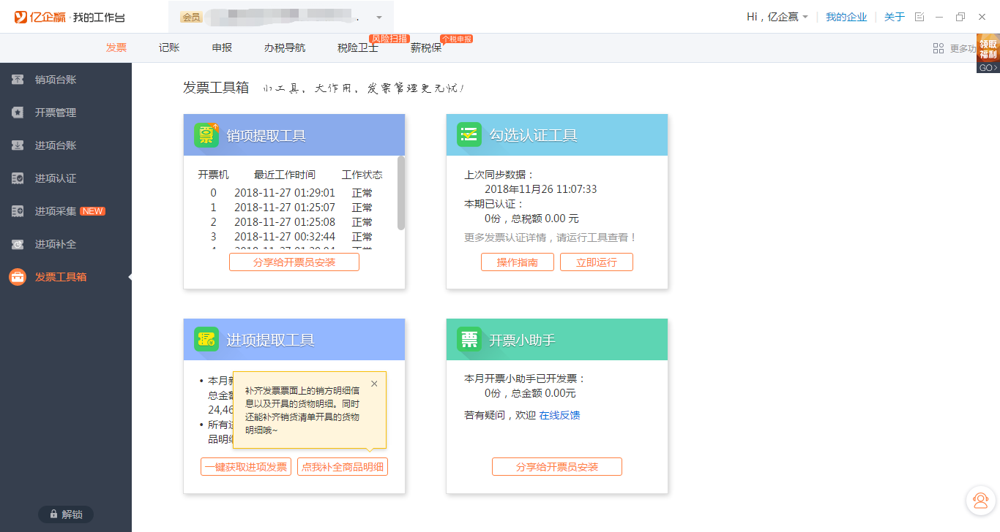 亿企赢·我的工作台
会员
Hi，亿企赢
我的企业
关于
发票
记账
申报
办税导航
税险卫士
风险扫描
薪税保
个税申报
更多功
领取
福利
GO>
销项台账
开票管理
进项台账
进项认证
进项采集 NEW
进项补全
发票工具箱
解锁
发票工具箱 小工具，大作用，发票管理更无忧！
票
销项提取工具
开票机 最近工作时间 工作状态
0 2018-11-27 01:29:01 正常
1 2018-11-27 01:25:07 正常
2 2018-11-27 01:25:08 正常
3 2018-11-27 00:32:44 正常
分享给开票员安装
勾选认证工具
上次同步数据：
2018年11月26 11:07:33
本期已认证：
0份，总税额 0.00 元
更多发票认证详情，请运行工具查看！
操作指南 立即运行
进项提取工具
• 本月新
总金额
24,46
• 所有进
品明细
补齐发票票面上的销方明细信
息以及开具的货物明细。同时
还能补齐销货清单开具的货物
明细哦~
一键获取进项发票 点我补全商品明细
票
开票小助手
本月开票小助手已开发票：
0份，总金额 0.00元
若有疑问，欢迎 在线反馈
分享给开票员安装